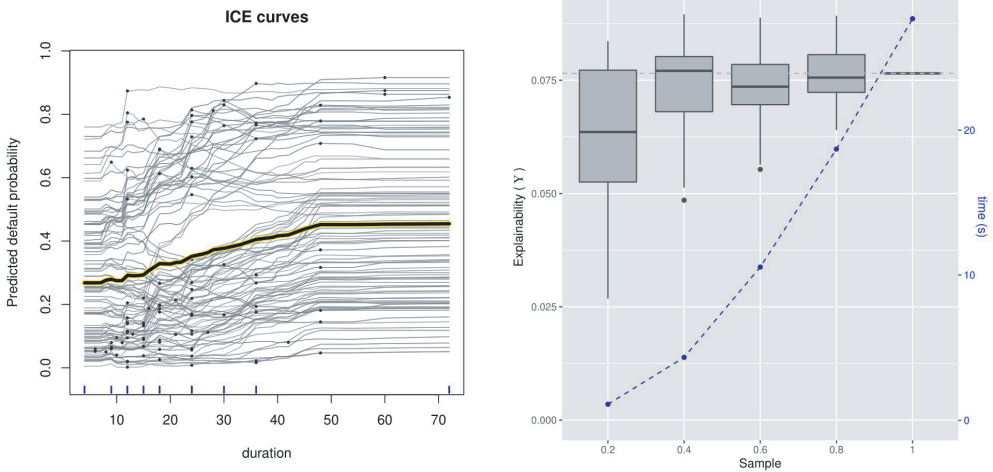 ICE curves
Predicted default probability
1.0
0.8
0.6
0.4
0.2
0.0
10 20 30 40 50 60 70
duration
Explainability ( Υ )
0.075
0.050
0.025
0.000
20
10
0
time (s)
0.2 0.4 0.6 0.8 1
Sample